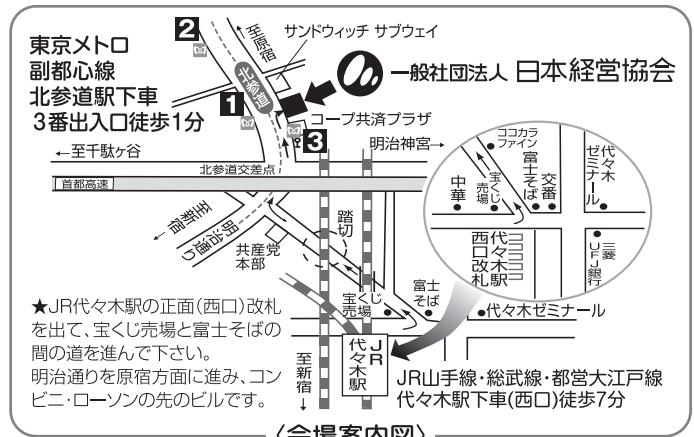 東京メトロ
副都心線
北参道駅下車
3番出入口徒歩1分
2
至原宿
サンドウィッチ サブウェイ
北参道
一般社団法人 日本経営協会
1
コープ共済プラザ
3
←至千駄ヶ谷
明治神宮→
北参道交差点
首都高速
至新宿
明治通り
共産党
本部
踏切
ココカラ
ファイン
代々木
ゼミナール
中華
宝くじ
売場
富士そば
交番
代々木駅
西口改札
三菱
UFJ銀行
宝くじ
売場
富士
そば
代々木ゼミナール
★JR代々木駅の正面(西口)改札
を出て、宝くじ売場と富士そばの
間の道を進んで下さい。
明治通りを原宿方面に進み、コン
ビニ・ローソンの先のビルです。
至新宿
JR
代々木駅
JR山手線・総武線・都営大江戸線
代々木駅下車(西口)徒歩7分
〈会場案内図〉